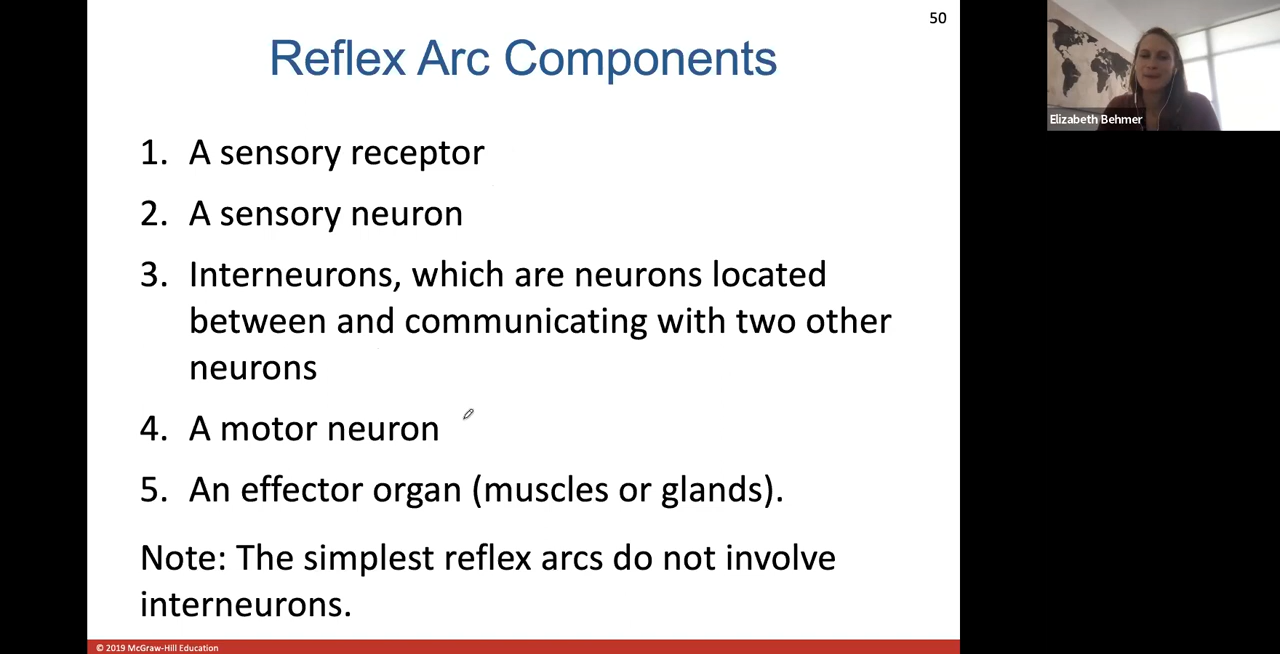 50
Reflex Arc Components
Elizabeth Behmer
1. A sensory receptor
2. A sensory neuron
3. Interneurons, which are neurons located
between and communicating with two other
neurons
4. A motor neuron
5. An effector organ (muscles or glands).
Note: The simplest reflex arcs do not involve
interneurons.
© 2019 McGraw-Hill Education